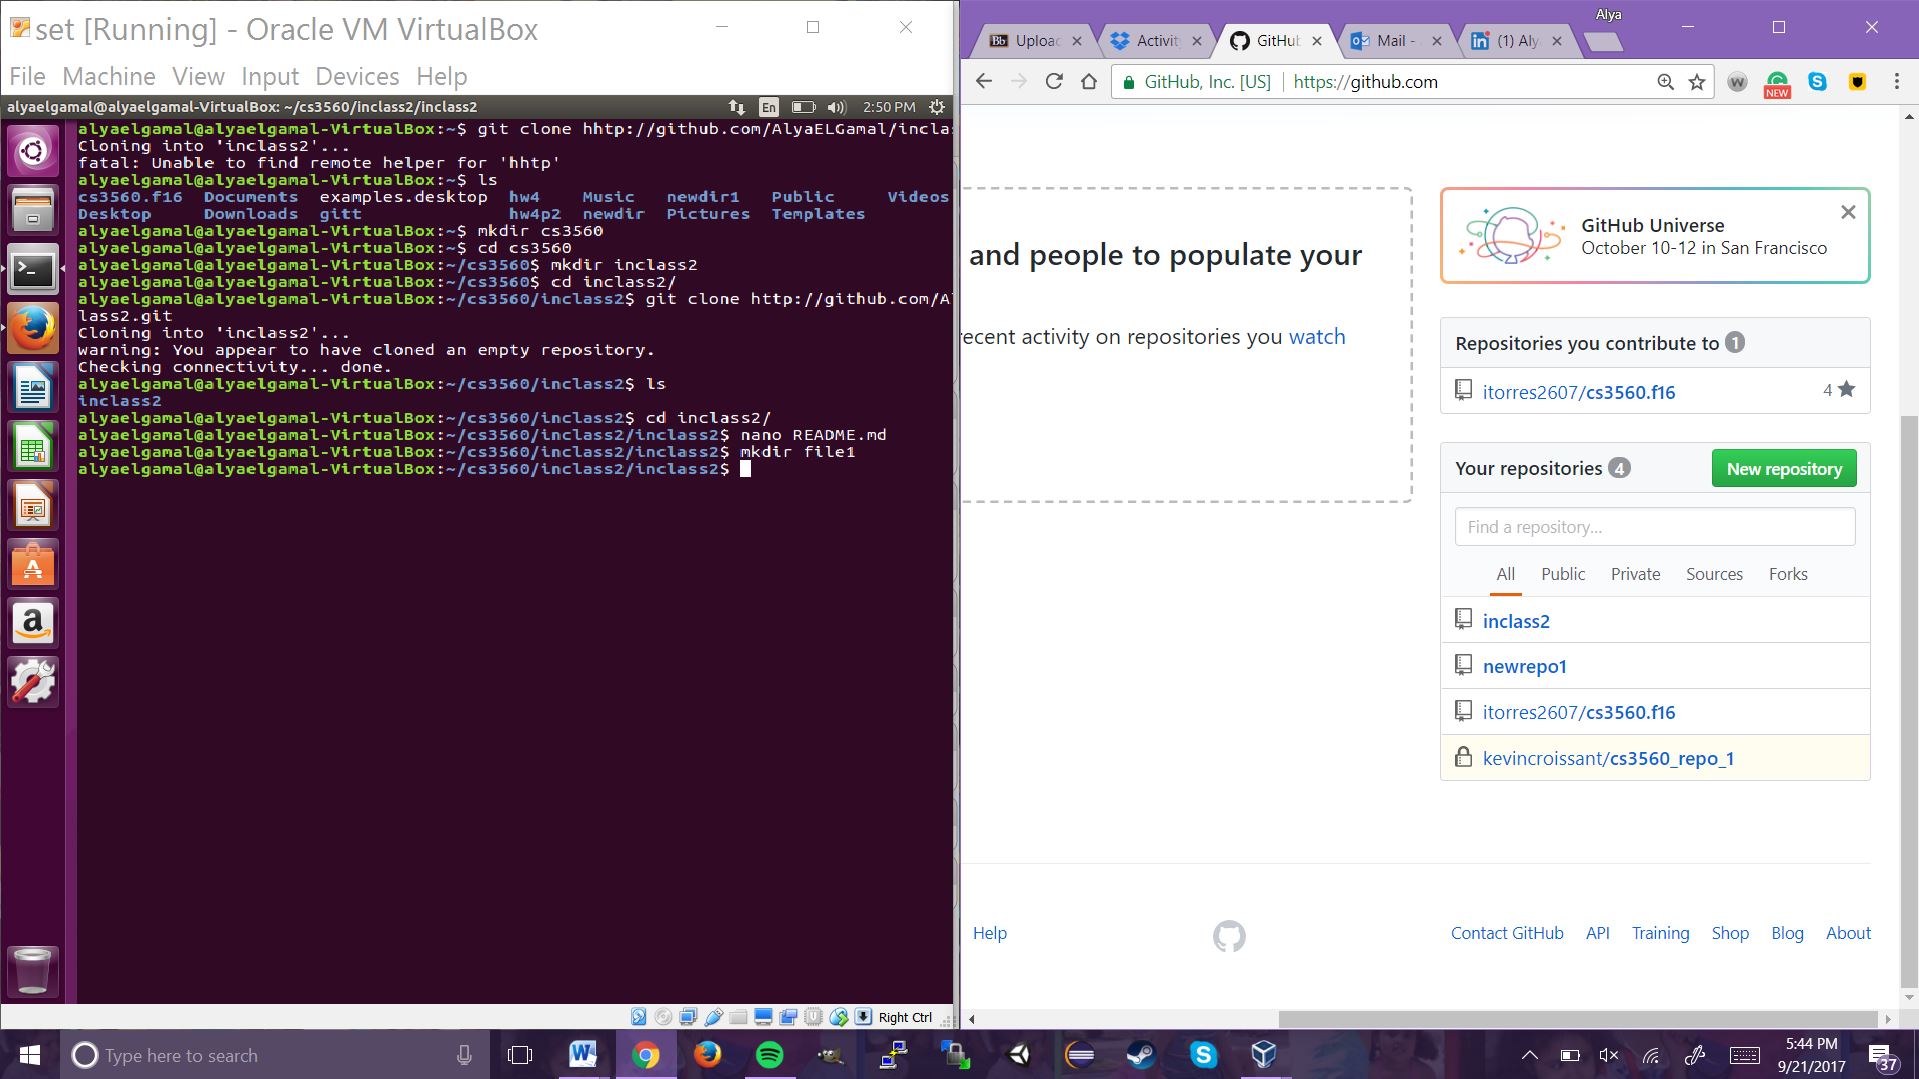 set [Running] - Oracle VM VirtualBox
File Machine View Input Devices Help
alyaelgamal@alyaelgamal-VirtualBox: ~/cs3560/inclass2/inclass2
En
2:50 PM
alyaelgamal@alyaelgamal-VirtualBox:~$ git clone hhtp://github.com/AlyaELGamal/inclas
Cloning into 'inclass2'...
fatal: Unable to find remote helper for 'hhtp'
alyaelgamal@alyaelgamal-VirtualBox:~$ ls
cs3560.f16 Documents examples.desktop hw4 Music newdir1 Public Videos
Desktop Downloads gitt hw4p2 newdir Pictures Templates
alyaelgamal@alyaelgamal-VirtualBox:~$ mkdir cs3560
alyaelgamal@alyaelgamal-VirtualBox:~$ cd cs3560
alyaelgamal@alyaelgamal-VirtualBox:~/cs3560$ mkdir inclass2
alyaelgamal@alyaelgamal-VirtualBox:~/cs3560$ cd inclass2/
alyaelgamal@alyaelgamal-VirtualBox:~/cs3560/inclass2$ git clone http://github.com/A
lass2.git
Cloning into 'inclass2'...
warning: You appear to have cloned an empty repository.
Checking connectivity... done.
alyaelgamal@alyaelgamal-VirtualBox:~/cs3560/inclass2$ ls
inclass2
alyaelgamal@alyaelgamal-VirtualBox:~/cs3560/inclass2$ cd inclass2/
alyaelgamal@alyaelgamal-VirtualBox:~/cs3560/inclass2/inclass2$ nano README.md
alyaelgamal@alyaelgamal-VirtualBox:~/cs3560/inclass2/inclass2$ mkdir file1
alyaelgamal@alyaelgamal-VirtualBox:~/cs3560/inclass2/inclass2$
Right Ctrl
Alya
Bb Upload
Activity
GitHub
Mail -
in (1) Aly
GitHub, Inc. [US] https://github.com
W
NEW
and people to populate your
recent activity on repositories you watch
GitHub Universe
October 10-12 in San Francisco
Repositories you contribute to 1
itorres2607/cs3560.f16 4
Your repositories 4
New repository
Find a repository...
All Public Private Sources Forks
inclass2
newrepo1
itorres2607/cs3560.f16
kevincroissant/cs3560_repo_1
Help
Contact GitHub API Training Shop Blog About
Type here to search
5:44 PM
9/21/2017
37